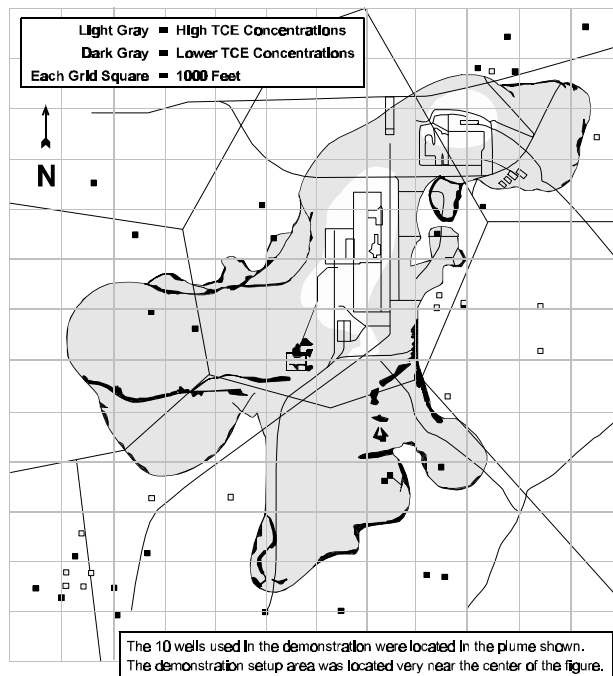 Light Gray = High TCE Concentrations
Dark Gray = Lower TCE Concentrations
Each Grid Square = 1000 Feet
N
The 10 wells used in the demonstration were located in the plume shown.
The demonstration setup area was located very near the center of the figure.